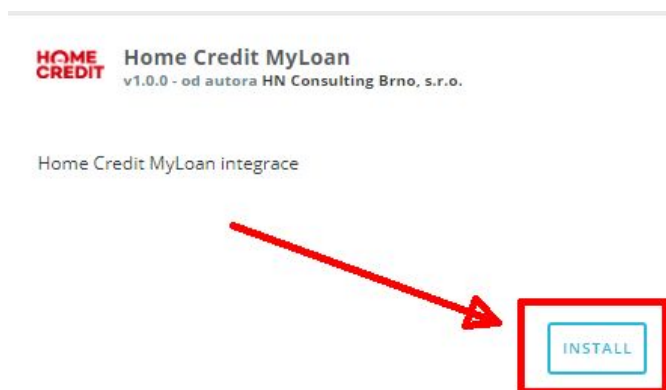 HOME
CREDIT
Home Credit MyLoan
v1.0.0 - od autora HN Consulting Brno, s.r.o.
Home Credit MyLoan integrace
INSTALL